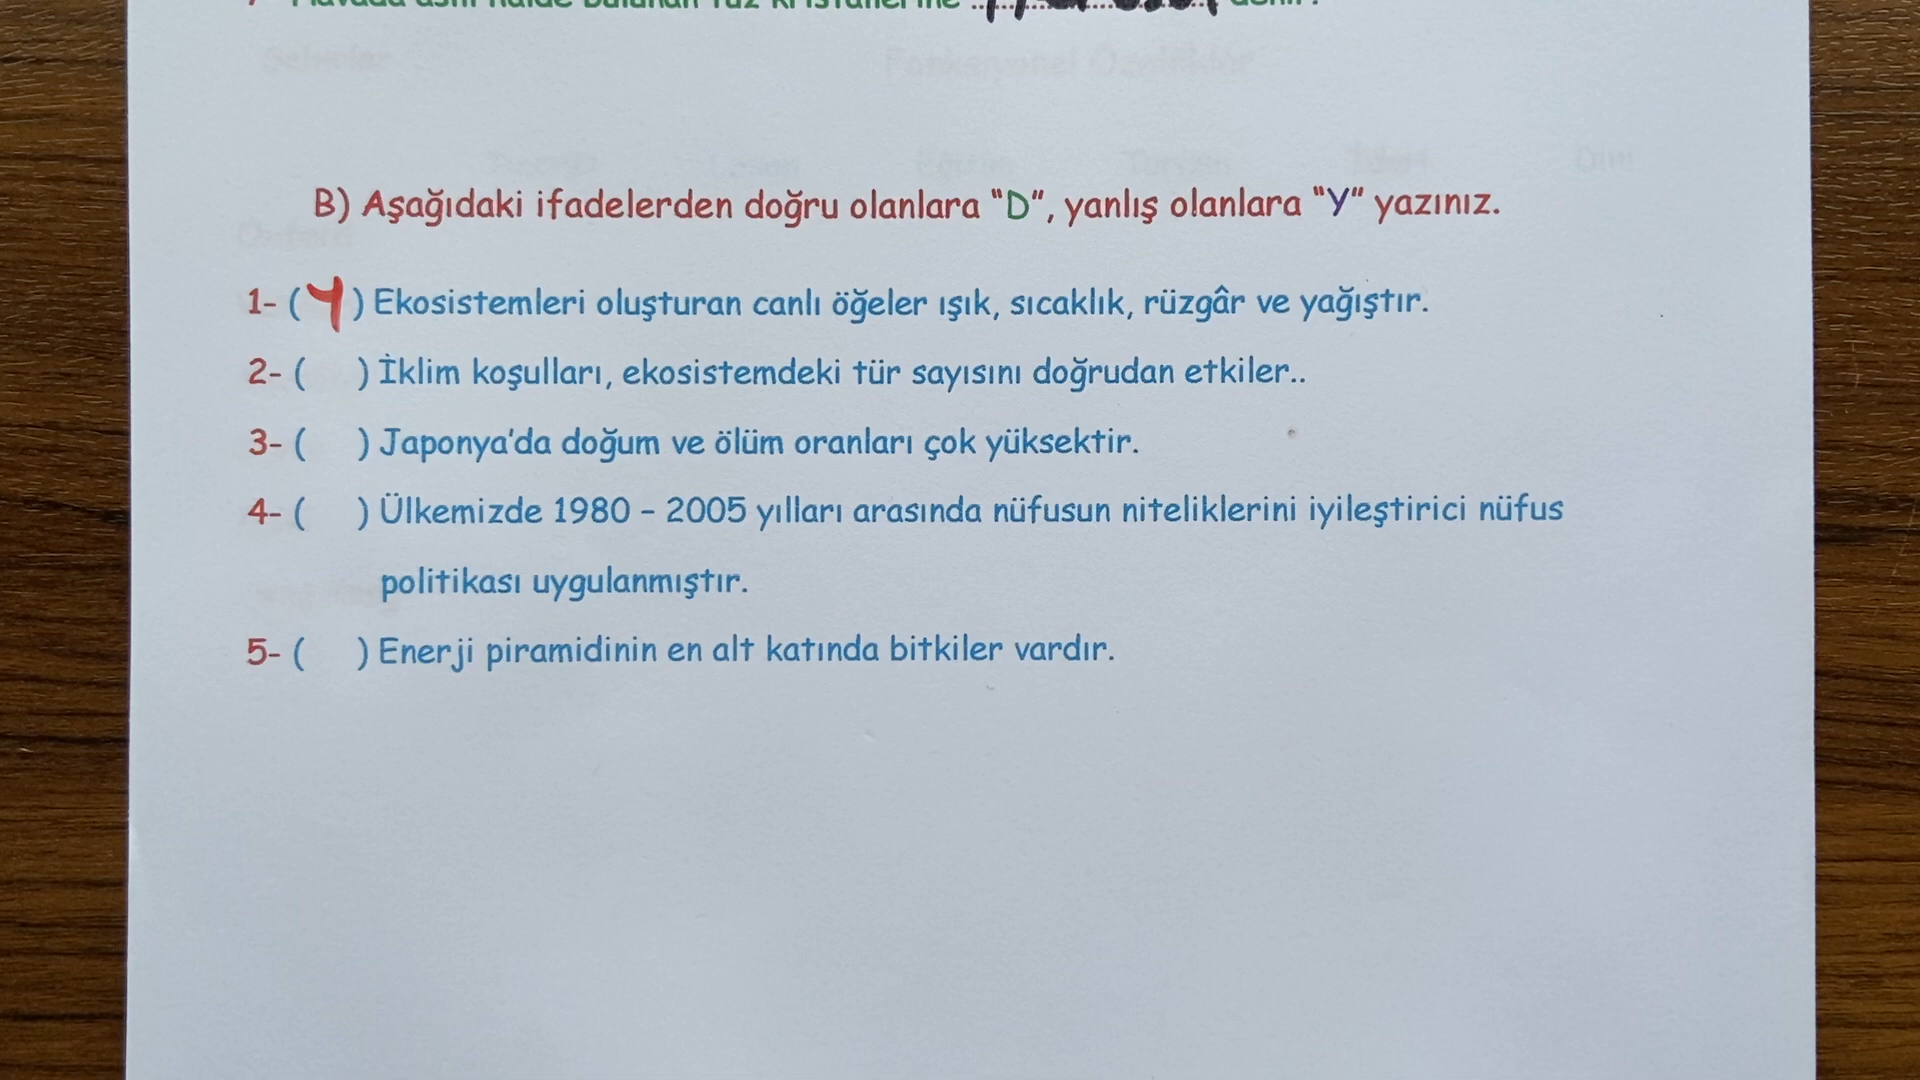 B) Aşağıdaki ifadelerden doğru olanlara "D", yanlış olanlara "Y" yazınız.
1- ( Y ) Ekosistemleri oluşturan canlı öğeler ışık, sıcaklık, rüzgâr ve yağıştır.
2- ( ) İklim koşulları, ekosistemdeki tür sayısını doğrudan etkiler..
3- ( ) Japonya'da doğum ve ölüm oranları çok yüksektir.
4- ( ) Ülkemizde 1980 - 2005 yılları arasında nüfusun niteliklerini iyileştirici nüfus
politikası uygulanmıştır.
5- ( ) Enerji piramidinin en alt katında bitkiler vardır.